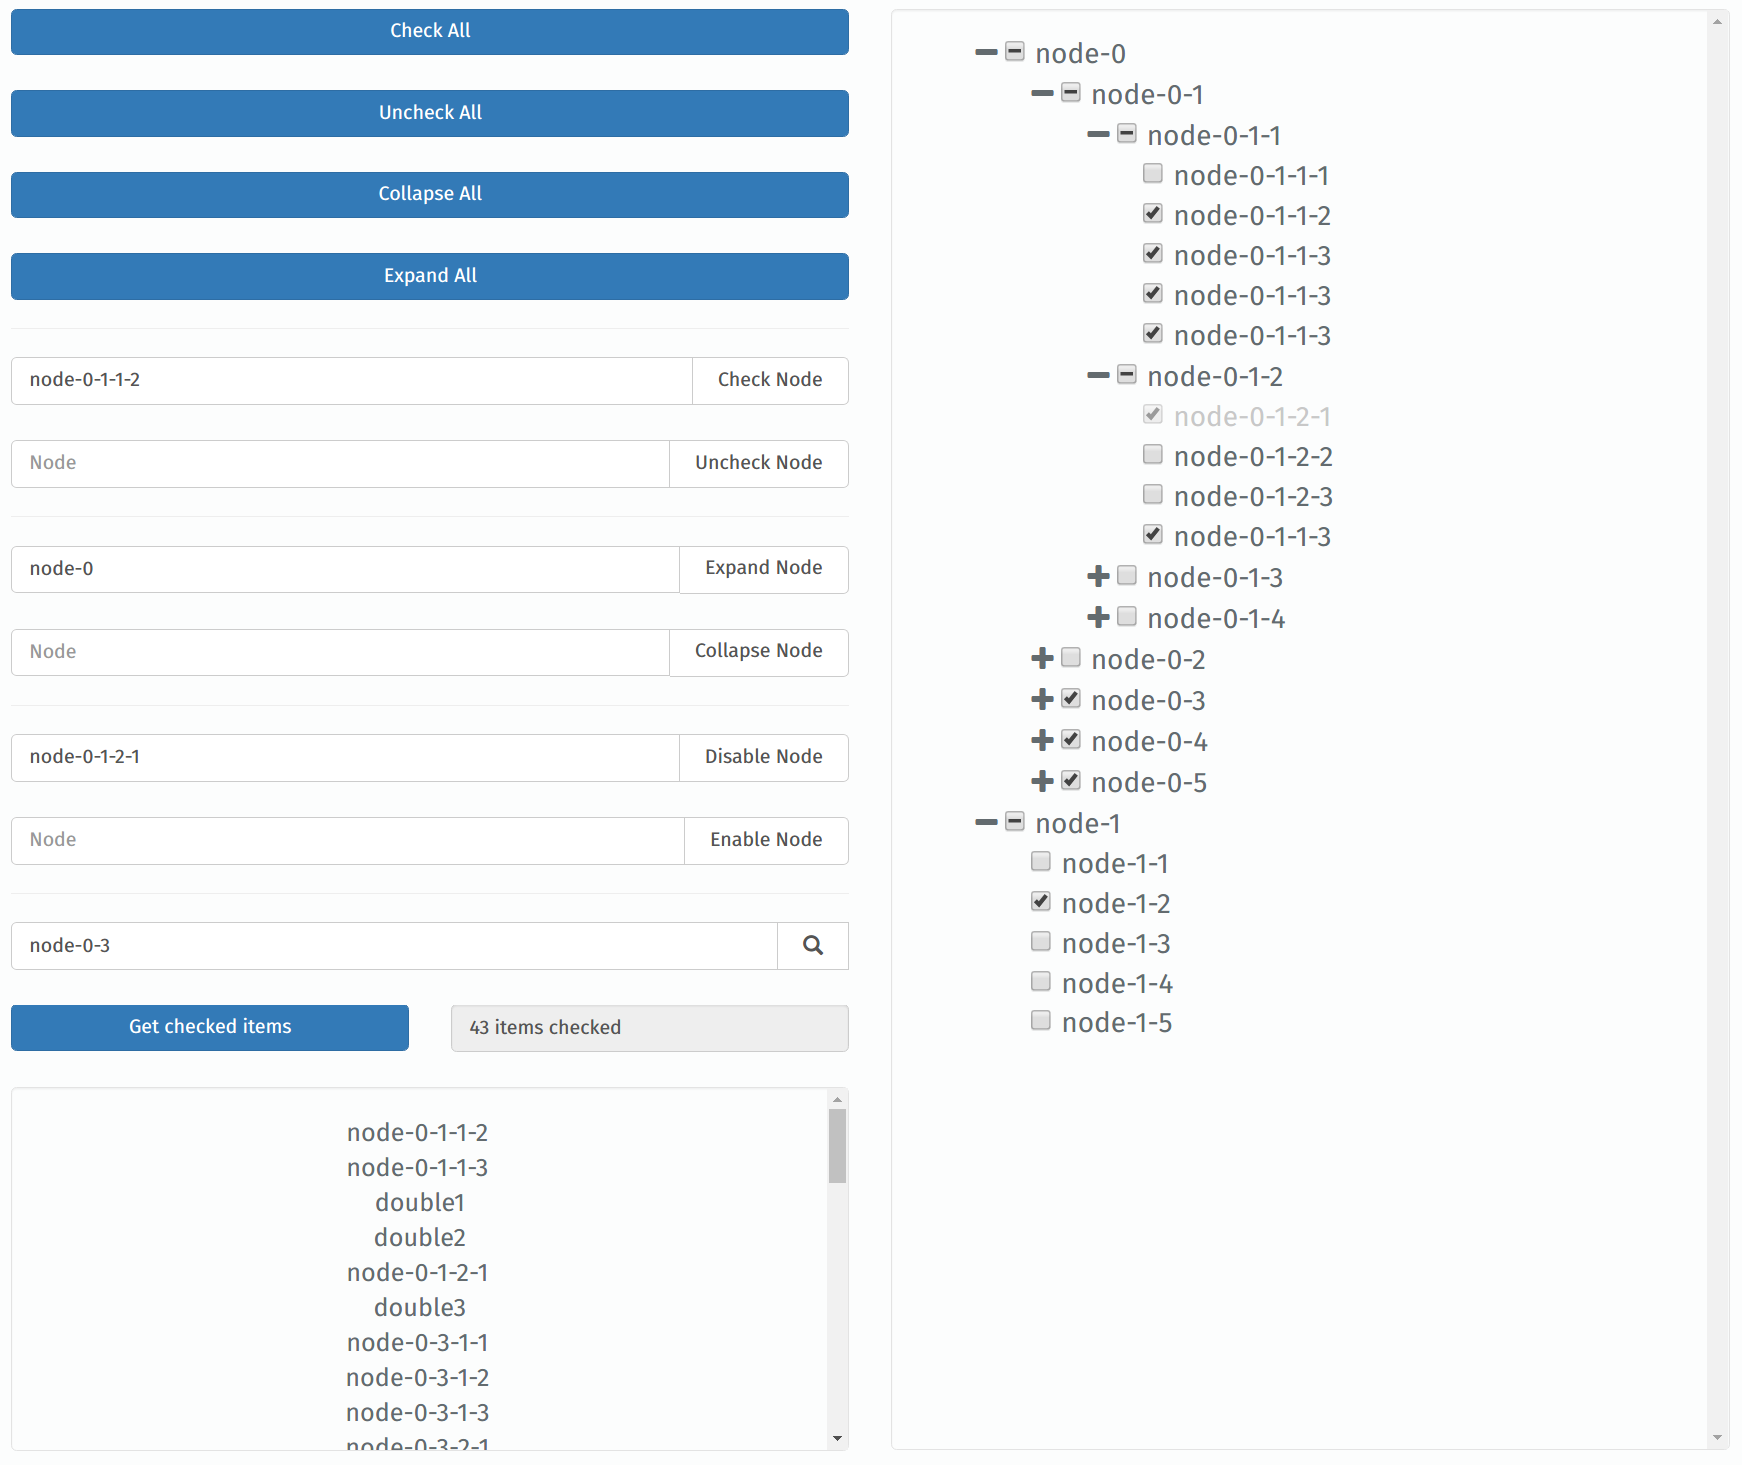 Check All
Uncheck All
Collapse All
Expand All
node-0-1-1-2
Check Node
Node
Uncheck Node
node-0
Expand Node
Node
Collapse Node
node-0-1-2-1
Disable Node
Node
Enable Node
node-0-3
Get checked items
43 items checked
node-0-1-1-2
node-0-1-1-3
double1
double2
node-0-1-2-1
double3
node-0-3-1-1
node-0-3-1-2
node-0-3-1-3
node-0-3-2-1
node-0
node-0-1
node-0-1-1
node-0-1-1-1
node-0-1-1-2
node-0-1-1-3
node-0-1-1-3
node-0-1-1-3
node-0-1-2
node-0-1-2-1
node-0-1-2-2
node-0-1-2-3
node-0-1-1-3
node-0-1-3
node-0-1-4
node-0-2
node-0-3
node-0-4
node-0-5
node-1
node-1-1
node-1-2
node-1-3
node-1-4
node-1-5